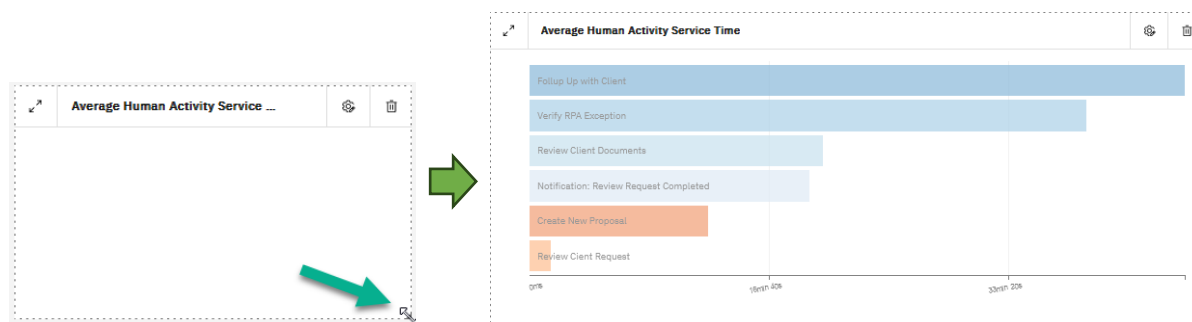 Average Human Activity Service ...
Average Human Activity Service Time
Follup Up with Client
Verify RPA Exception
Review Client Documents
Notification: Review Request Completed
Create New Proposal
Review Cient Request
0ms
16min 40s
33min 20s